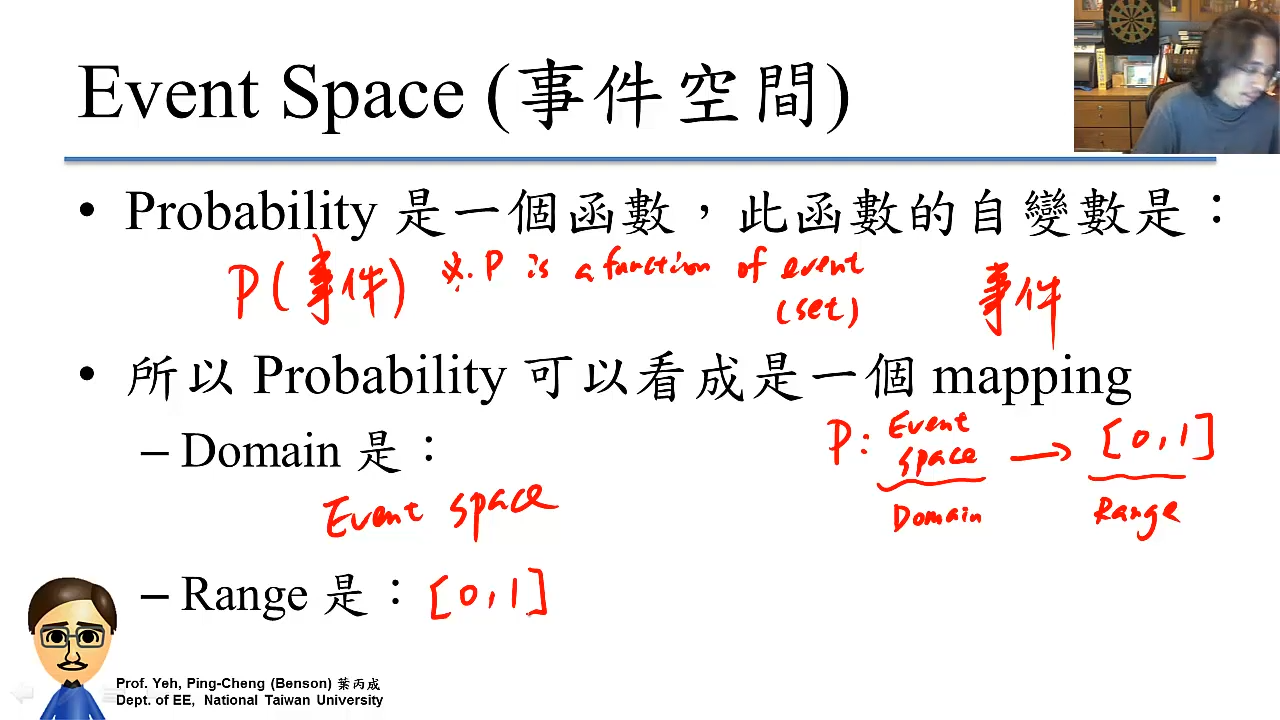 Event Space (事件空間)
• Probability 是一個函數，此函數的自變數是：
P(事件) ※. P is a function of event
(set)
事件
• 所以 Probability 可以看成是一個 mapping
– Domain 是：
Event space
P: Event space → [0,1]
Domain Range
– Range 是： [0,1]
Prof. Yeh, Ping-Cheng (Benson) 葉丙成
Dept. of EE, National Taiwan University